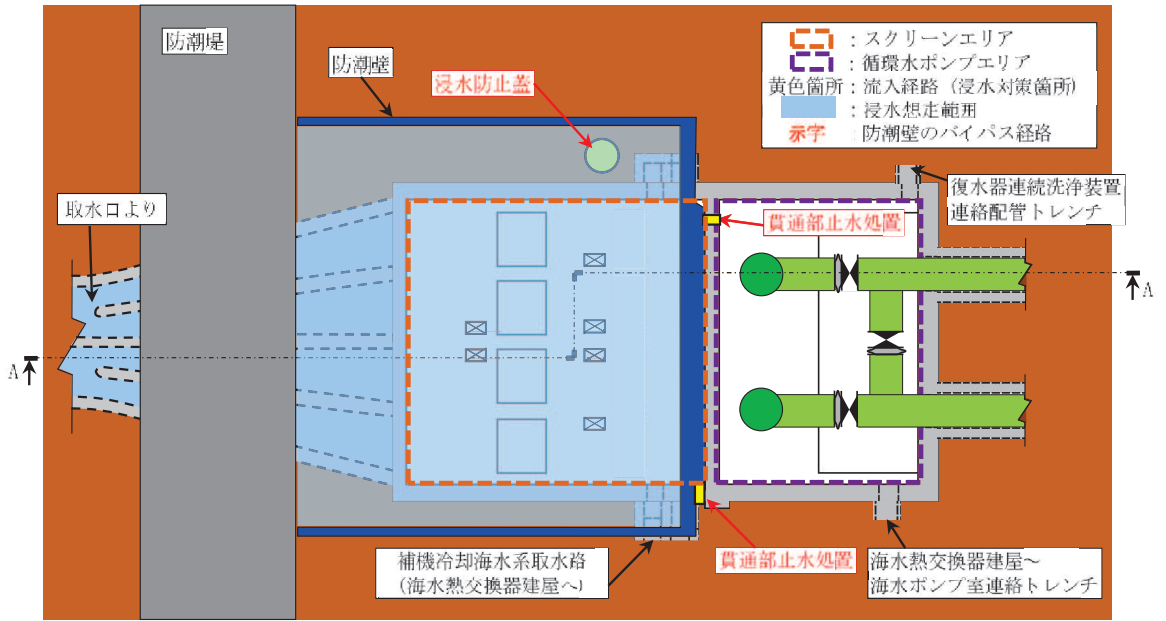 防潮堤
防潮壁
浸水防止蓋
：スクリーンエリア
：循環水ポンプエリア
黄色箇所：流入経路（浸水対策箇所）
：浸水想走範囲
赤字：防潮壁のバイパス経路
取水口より
復水器連続洗浄装置
連絡配管トレンチ
貫通部止水処置
A
A
補機冷却海水系取水路
(海水熱交換器建屋へ)
貫通部止水処置
海水熱交換器建屋～
海水ポンプ室連絡トレンチ